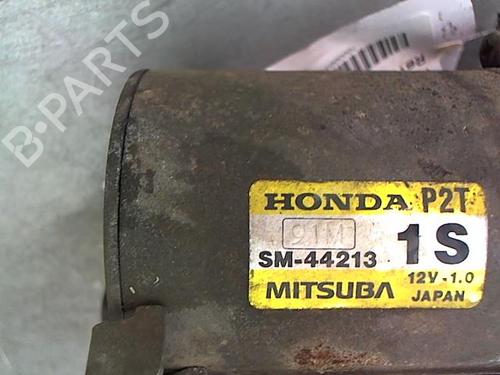 B-PARTS
HONDA P2T
91M
1S
SM-44213
12V-1.0
MITSUBA
JAPAN